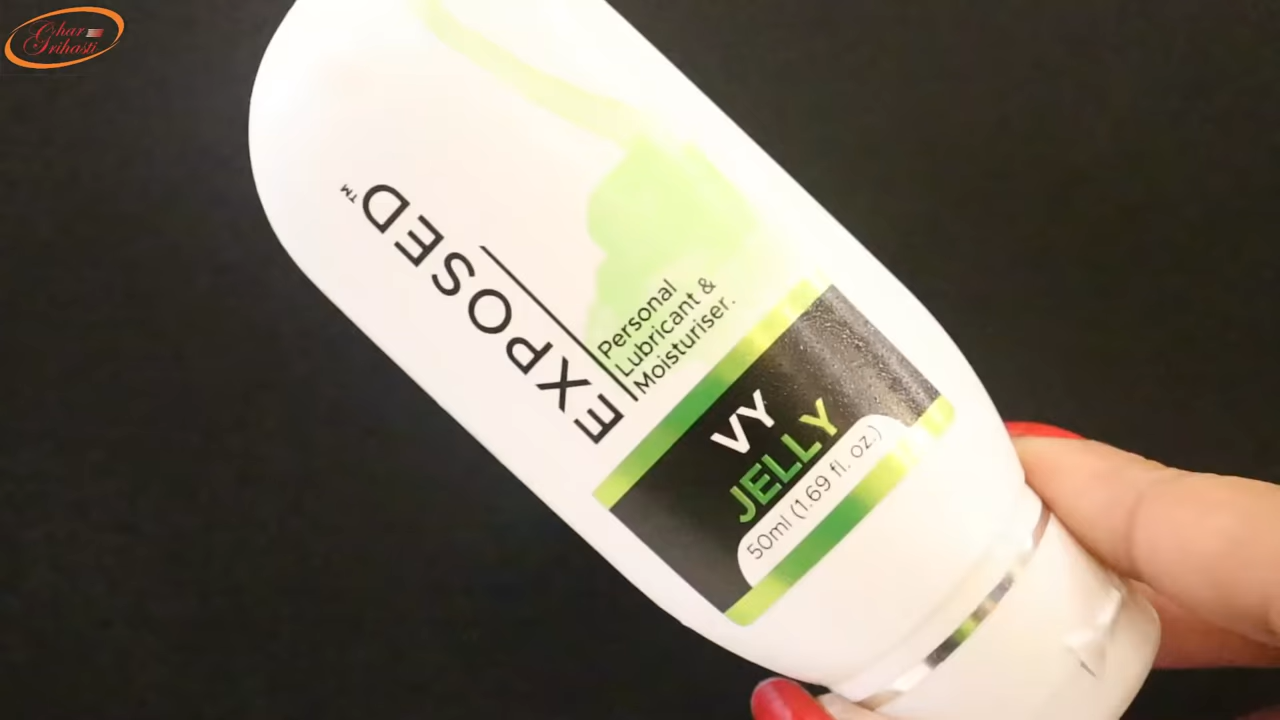 Ghar
Grihasti
EXPOSED™
Personal
Lubricant &
Moisturiser.
VY
JELLY
50ml (1.69 fl. oz.)